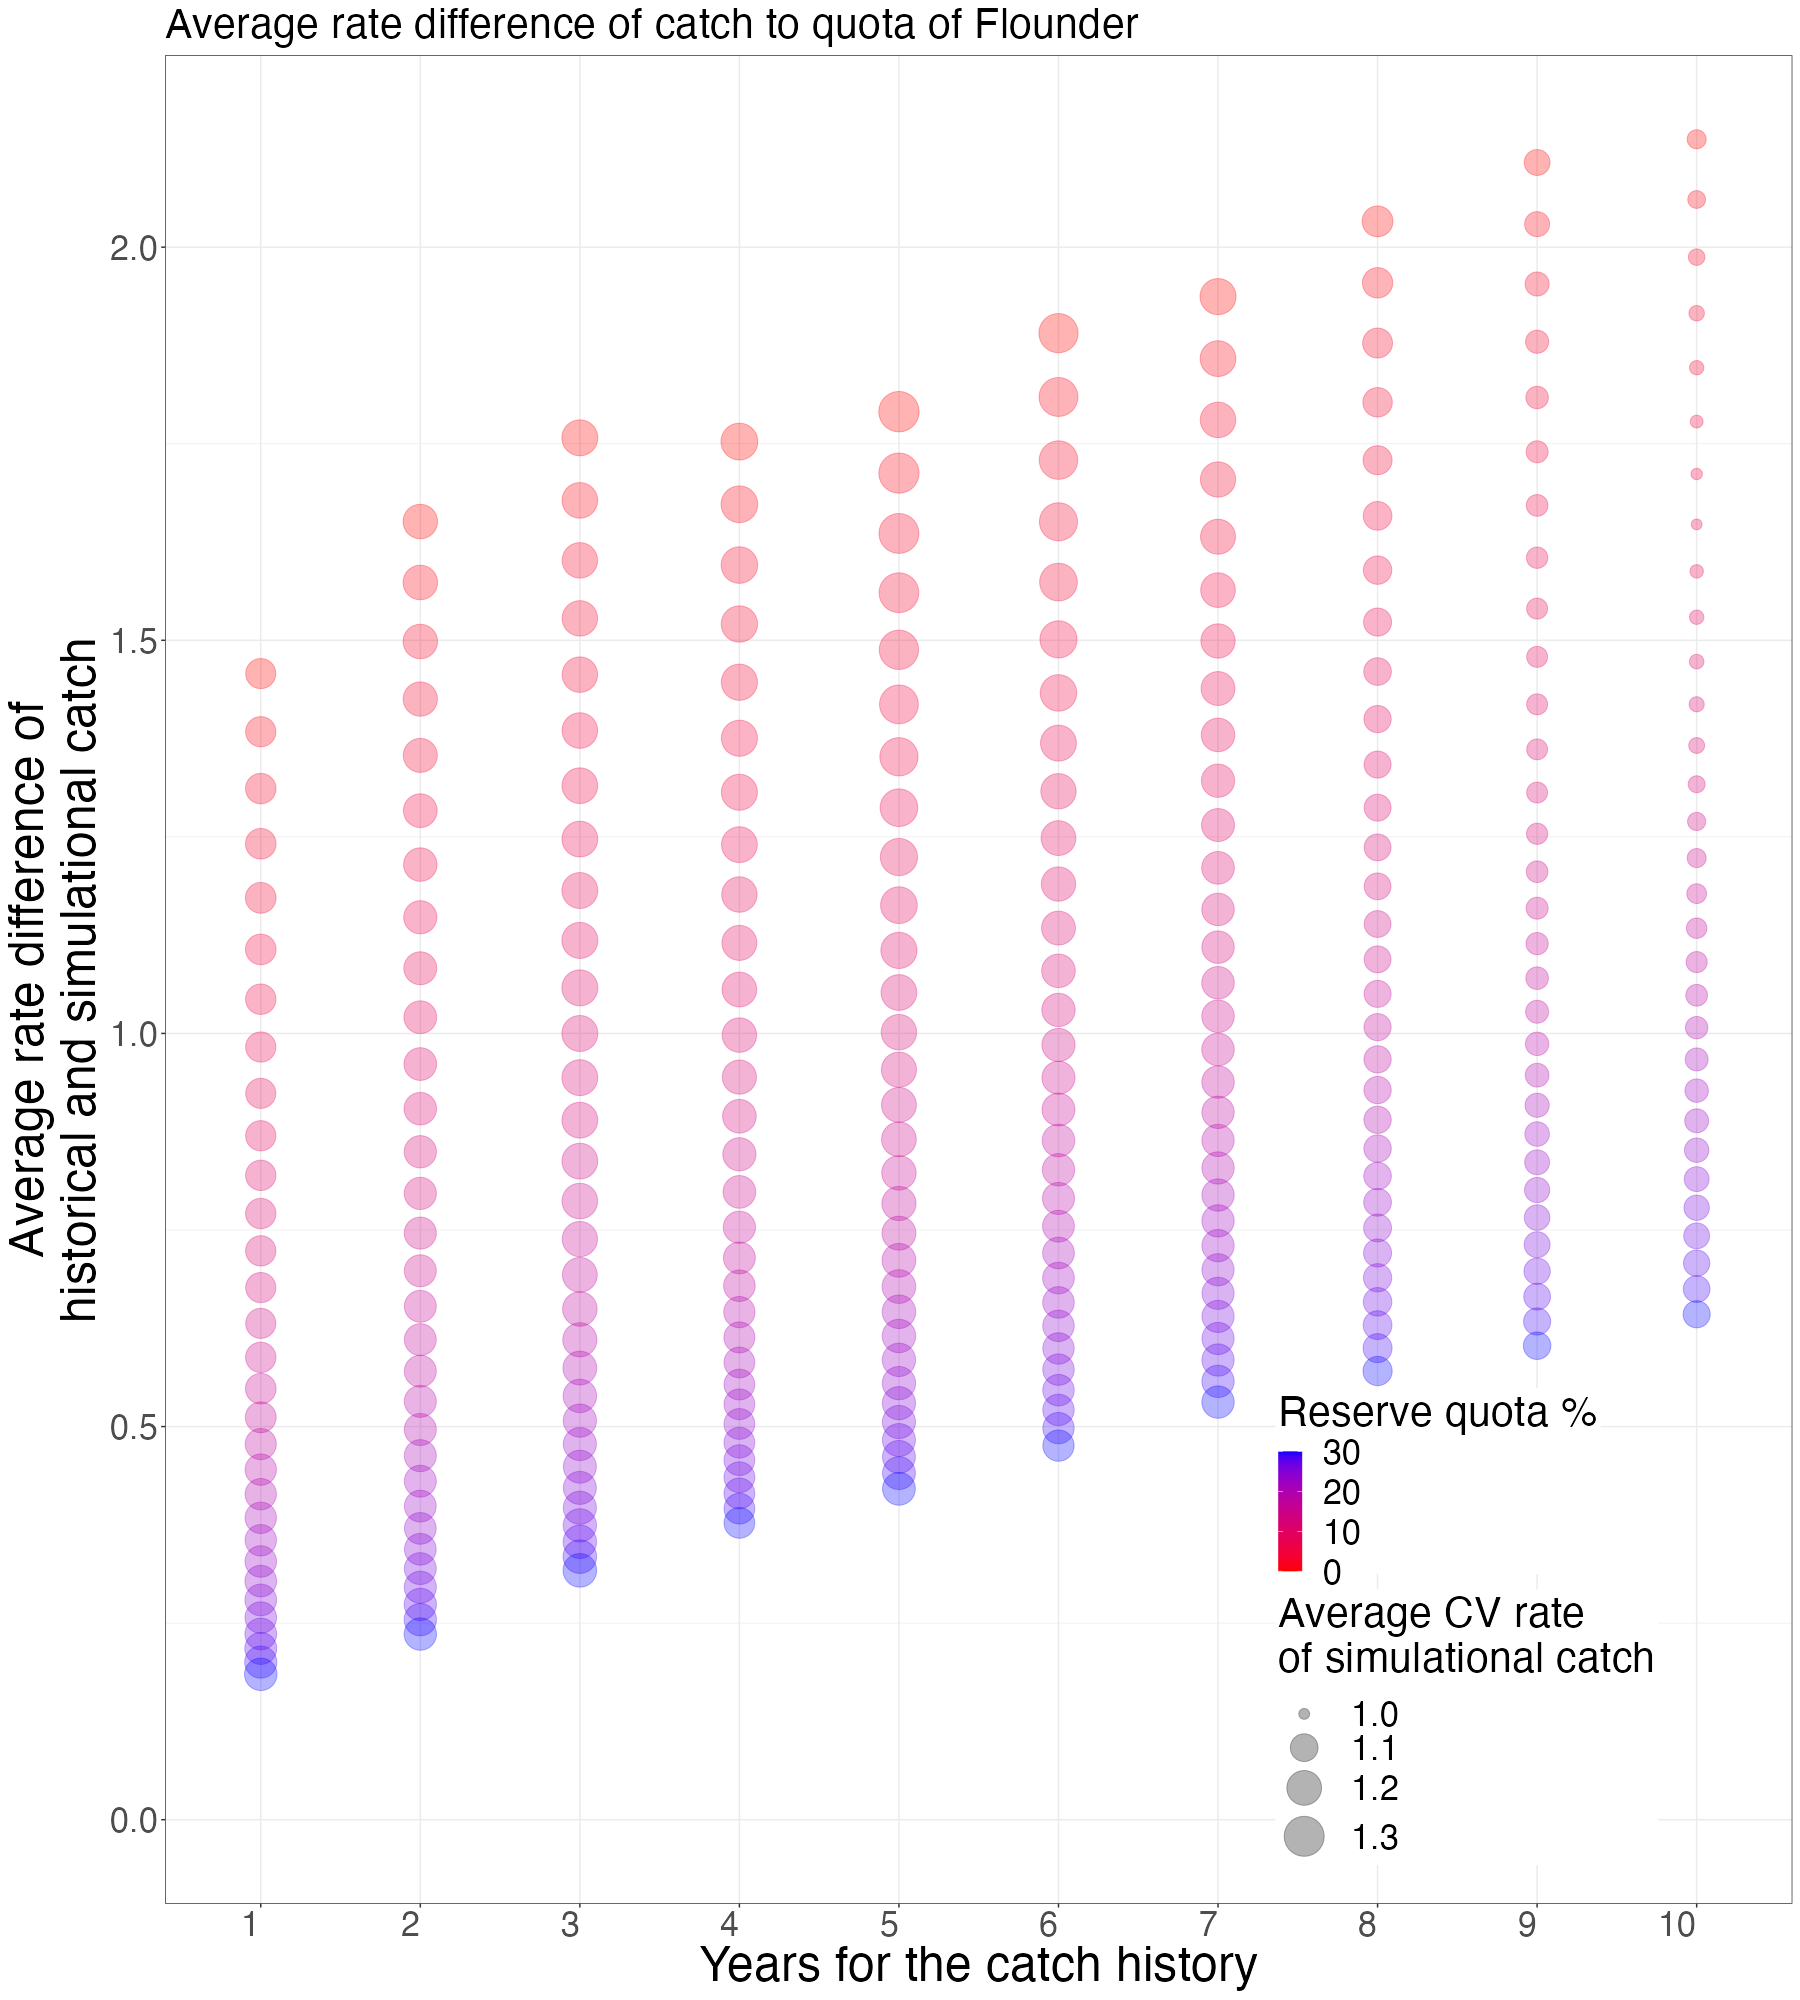 Average rate difference of catch to quota of Flounder
Average rate difference of
historical and simulational catch
2.0
1.5
1.0
0.5
0.0
Reserve quota %
30
20
10
0
Average CV rate
of simulational catch
1.0
1.1
1.2
1.3
1 2 3 4 5 6 7 8 9 10
Years for the catch history